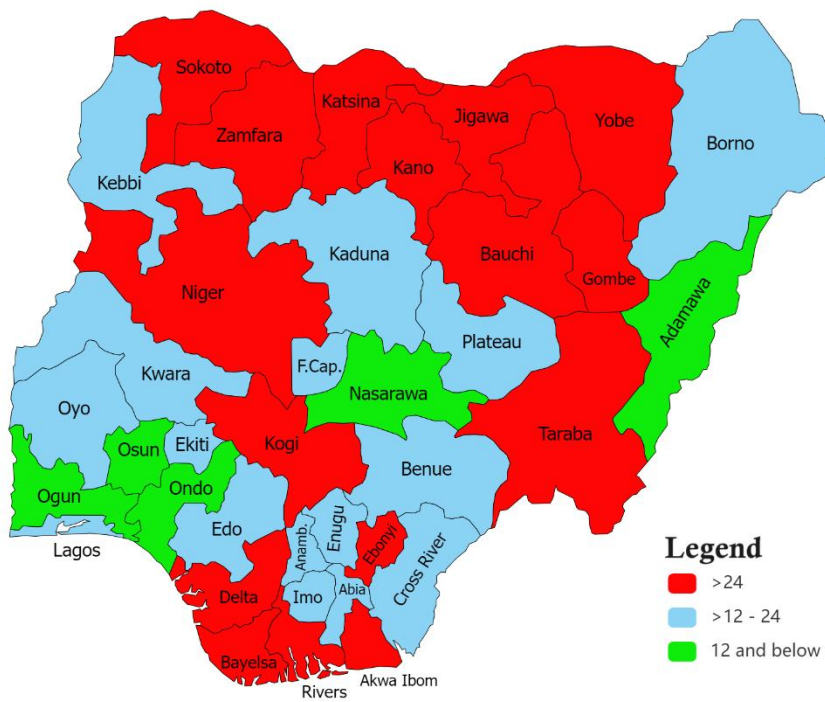 Sokoto
Katsina
Jigawa
Yobe
Zamfara
Borno
Kano
Kebbi
Kaduna
Bauchi
Gombe
Niger
Adamawa
Plateau
F.Cap.
Kwara
Nasarawa
Oyo
Taraba
Osun
Ekiti
Kogi
Benue
Ogun
Ondo
Edo
Enugu
Anamb.
Ebonyi
Cross River
Lagos
Delta
Imo
Abia
Bayelsa
Rivers
Akwa Ibom
Legend
>24
>12 - 24
12 and below